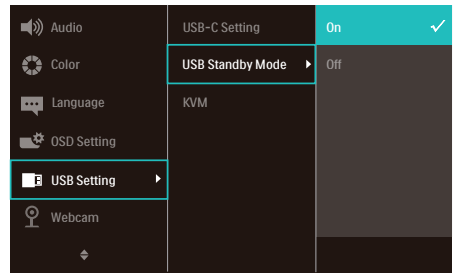 Audio
Color
Language
OSD Setting
USB Setting
Webcam
USB-C Setting
USB Standby Mode
KVM
On
Off